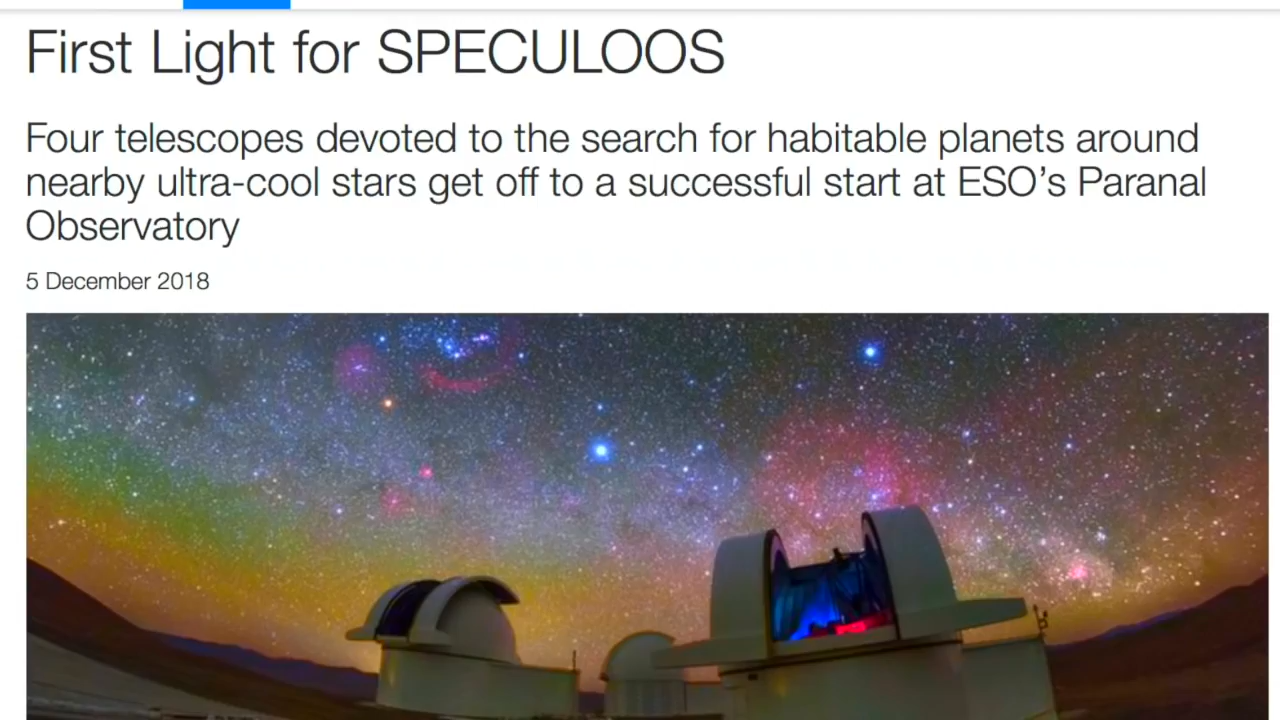 First Light for SPECULOOS
Four telescopes devoted to the search for habitable planets around
nearby ultra-cool stars get off to a successful start at ESO’s Paranal
Observatory
5 December 2018